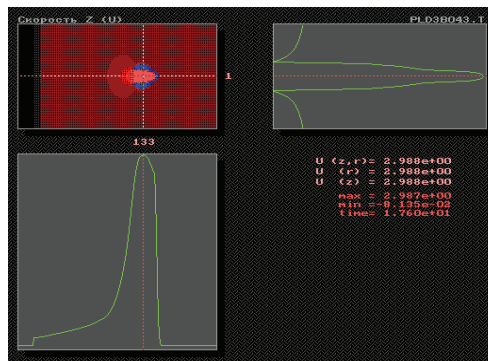 Скорость Z (U)
PLD3B043.T
1
133
U (z,r)= 2.988e+00
U (r) = 2.988e+00
U (z) = 2.988e+00
max = 2.987e+00
min =-8.135e-02
time= 1.760e+01